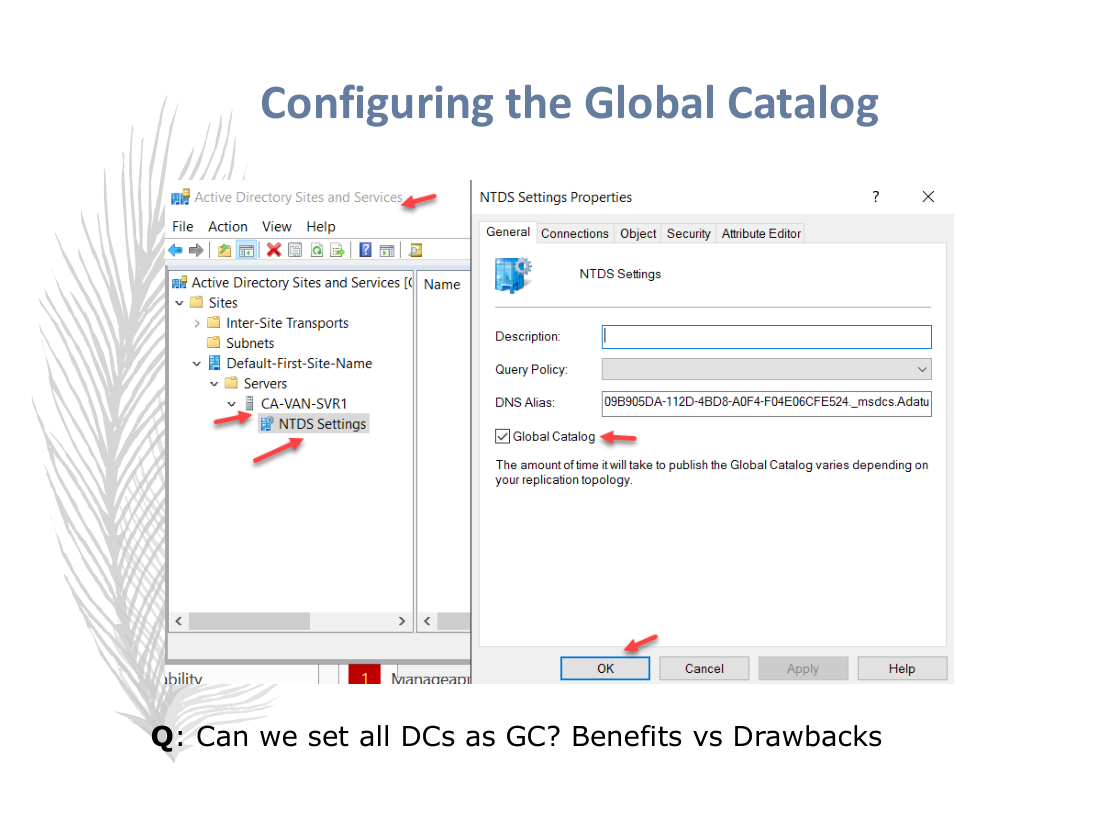 Configuring the Global Catalog
Active Directory Sites and Services
File Action View Help
Active Directory Sites and Services [
Name
Sites
Inter-Site Transports
Subnets
Default-First-Site-Name
Servers
CA-VAN-SVR1
NTDS Settings
NTDS Settings Properties
General Connections Object Security Attribute Editor
NTDS Settings
Description:
Query Policy:
DNS Alias: 09B905DA-112D-4BD8-A0F4-F04E06CFE524._msdcs.Adatu
Global Catalog
The amount of time it will take to publish the Global Catalog varies depending on
your replication topology.
OK Cancel Apply Help
bility
1 Manageap
Q: Can we set all DCs as GC? Benefits vs Drawbacks